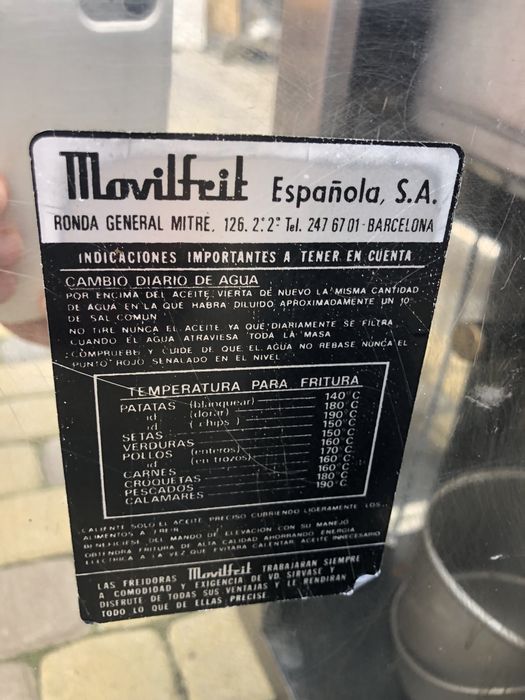 Movilfrit Española, S.A.
RONDA GENERAL MITRE, 126. 2º 2ª Tel. 247 67 01 - BARCELONA
INDICACIONES IMPORTANTES A TENER EN CUENTA
CAMBIO DIARIO DE AGUA
POR ENCIMA DEL ACEITE, VIERTA DE NUEVO LA MISMA CANTIDAD
DE AGUA EN LA QUE HABRA DILUIDO APROXIMADAMENTE UN 10
DE SAL COMUN
NO TIRE NUNCA EL ACEITE YA QUE DIARIAMENTE SE FILTRA
CUANDO EL AGUA ATRAVIESA TODA LA MASA
COMPRUEBE Y CUIDE DE QUE EL AGUA NO REBASE NUNCA EL
PUNTO ROJO SEÑALADO EN EL NIVEL
TEMPERATURA PARA FRITURA
PATATAS (blanquear) 140°C
id (dorar) 180°C
id (chips) 190°C
SETAS 150°C
VERDURAS 150°C
POLLOS (enteros) 160°C
id (en trozos) 170°C
CARNES 160°C
CROQUETAS 160°C
PESCADOS 180°C
CALAMARES 190°C
CALIENTE SOLO EL ACEITE PRECISO CUBRIENDO LIGERAMENTE LOS
ALIMENTOS A FREIR
BENEFICIESE DEL MANDO DE ELEVACION CON SU MANEJO
OBTENDRA FRITURA DE ALTA CALIDAD AHORRANDO ENERGIA
ELECTRICA A LA VEZ QUE EVITARA CALENTAR ACEITE INNECESARIO
LAS FREIDORAS Movilfrit TRABAJARAN SIEMPRE
A COMODIDAD Y EXIGENCIA DE VD. SIRVASE Y
DISFRUTE DE TODAS SUS VENTAJAS Y LE RENDIRAN
TODO LO QUE DE ELLAS PRECISE.